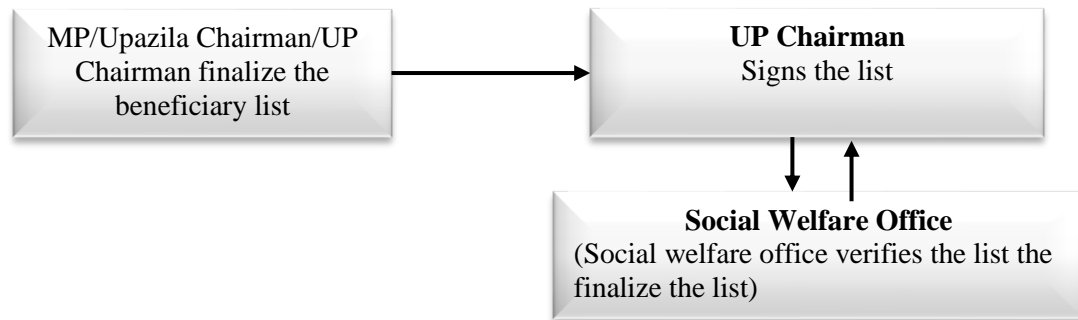 MP/Upazila Chairman/UP
Chairman finalize the
beneficiary list
UP Chairman
Signs the list
Social Welfare Office
(Social welfare office verifies the list the
finalize the list)